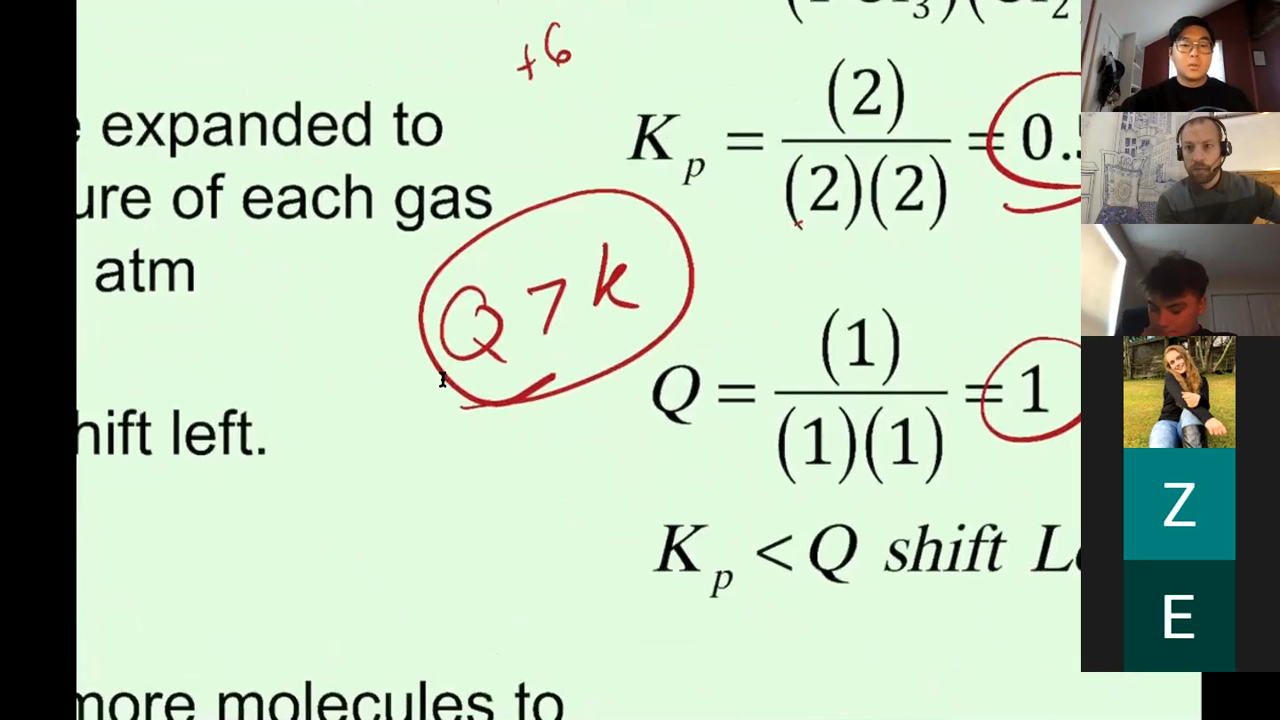 +6
expanded to
ure of each gas
atm
Q > k
hift left.
more molecules to
K_p = (2) / (2)(2) = 0.
Q = (1) / (1)(1) = 1
K_p < Q shift L
Z
E